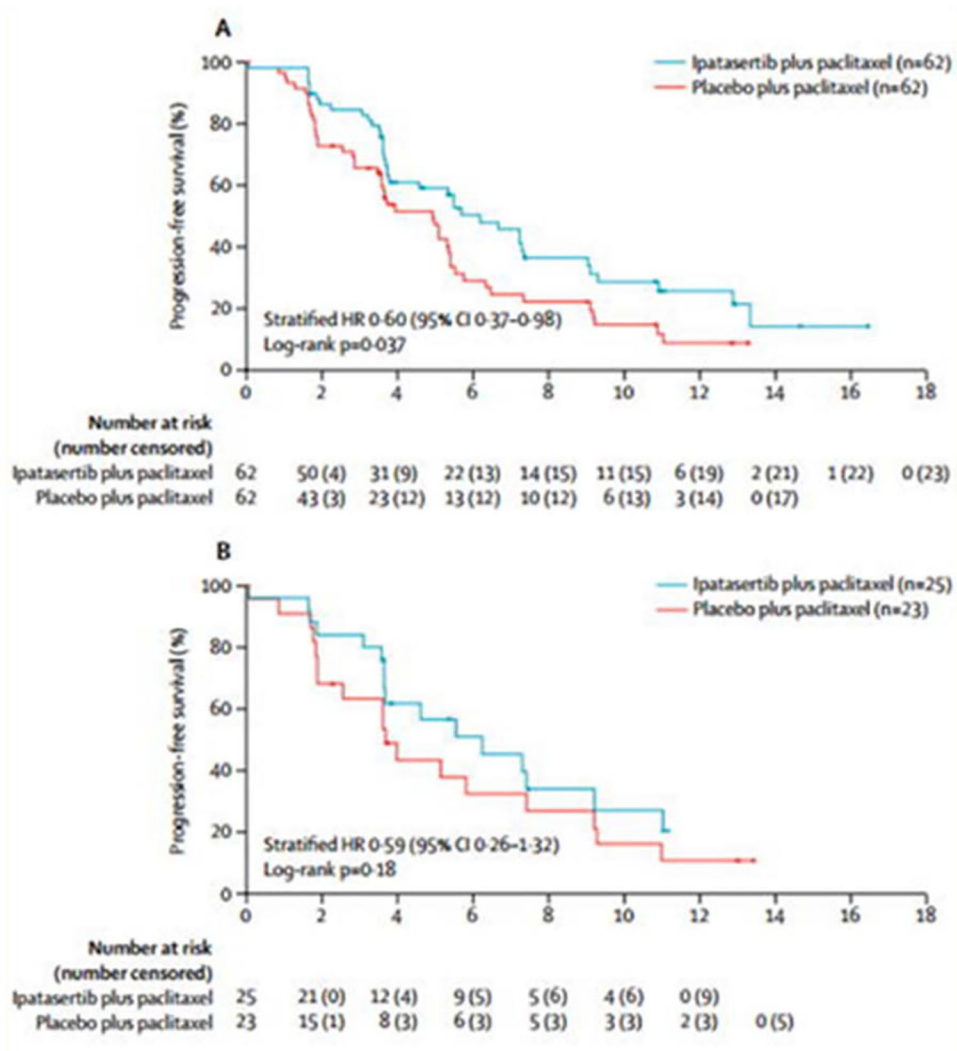 A
100
80
60
40
20
0
Progression-free survival (%)
Ipatasertib plus paclitaxel (n=62)
Placebo plus paclitaxel (n=62)
Stratified HR 0·60 (95% CI 0·37–0·98)
Log-rank p=0·037
0 2 4 6 8 10 12 14 16 18
Number at risk
(number censored)
Ipatasertib plus paclitaxel 62 50 (4) 31 (9) 22 (13) 14 (15) 11 (15) 6 (19) 2 (21) 1 (22) 0 (23)
Placebo plus paclitaxel 62 43 (3) 23 (12) 13 (12) 10 (12) 6 (13) 3 (14) 0 (17)
B
100
80
60
40
20
0
Progression-free survival (%)
Ipatasertib plus paclitaxel (n=25)
Placebo plus paclitaxel (n=23)
Stratified HR 0·59 (95% CI 0·26–1·32)
Log-rank p=0·18
0 2 4 6 8 10 12 14 16 18
Number at risk
(number censored)
Ipatasertib plus paclitaxel 25 21 (0) 12 (4) 9 (5) 5 (6) 4 (6) 0 (9)
Placebo plus paclitaxel 23 15 (1) 8 (3) 6 (3) 5 (3) 3 (3) 2 (3) 0 (5)